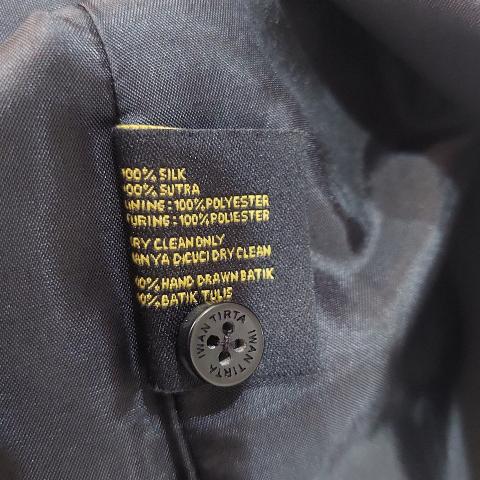 100% SILK
100% SUTRA
LINING: 100% POLYESTER
FURING: 100% POLIESTER
DRY CLEAN ONLY
HANYA DICUCI DRY CLEAN
100% HAND DRAWN BATIK
100% BATIK TULIS
IWAN TIRTA IWAN TIRTA